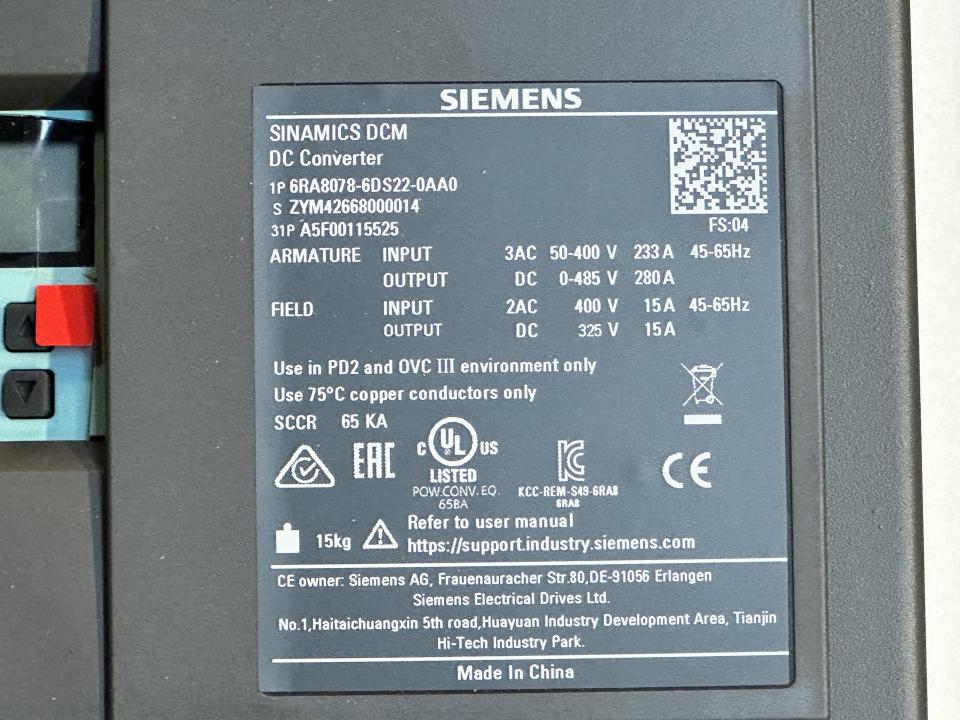 SIEMENS
SINAMICS DCM
DC Converter
1P 6RA8078-6DS22-0AA0
S ZYM42668000014
31P A5F00115525
FS:04
ARMATURE INPUT 3AC 50-400 V 233 A 45-65Hz
OUTPUT DC 0-485 V 280 A
FIELD INPUT 2AC 400 V 15 A 45-65Hz
OUTPUT DC 325 V 15 A
Use in PD2 and OVC III environment only
Use 75°C copper conductors only
SCCR 65 KA
EAC
C UL US
LISTED
POW.CONV. EQ.
65BA
KCC-REM-S49-6RA8
6RA8
CE
15kg
Refer to user manual
https://support.industry.siemens.com
CE owner: Siemens AG, Frauenauracher Str.80,DE-91056 Erlangen
Siemens Electrical Drives Ltd.
No.1,Haitaichuangxin 5th road,Huayuan Industry Development Area, Tianjin
Hi-Tech Industry Park.
Made In China